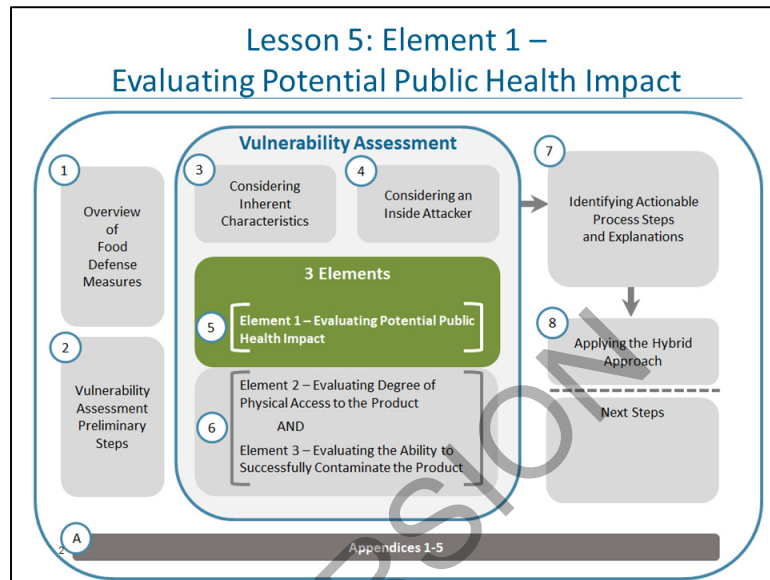 Lesson 5: Element 1 –
Evaluating Potential Public Health Impact
Vulnerability Assessment
1
Overview
of
Food
Defense
Measures
2
Vulnerability
Assessment
Preliminary
Steps
3
Considering
Inherent
Characteristics
4
Considering an
Inside Attacker
3 Elements
5
Element 1 – Evaluating Potential Public
Health Impact
6
Element 2 – Evaluating Degree of
Physical Access to the Product
AND
Element 3 – Evaluating the Ability to
Successfully Contaminate the Product
7
Identifying Actionable
Process Steps
and Explanations
8
Applying the Hybrid
Approach
Next Steps
A
2
Appendices 1-5